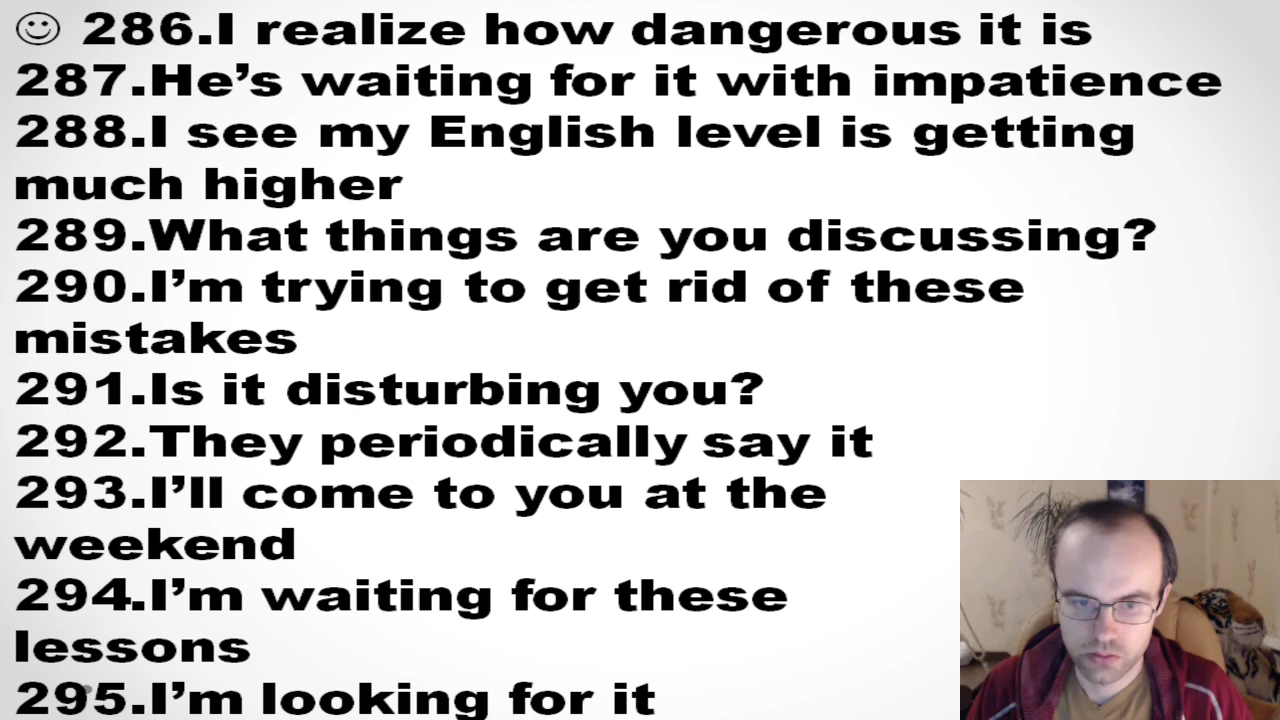 ☺ 286.I realize how dangerous it is
287.He’s waiting for it with impatience
288.I see my English level is getting
much higher
289.What things are you discussing?
290.I’m trying to get rid of these
mistakes
291.Is it disturbing you?
292.They periodically say it
293.I’ll come to you at the
weekend
294.I’m waiting for these
lessons
295.I’m looking for it